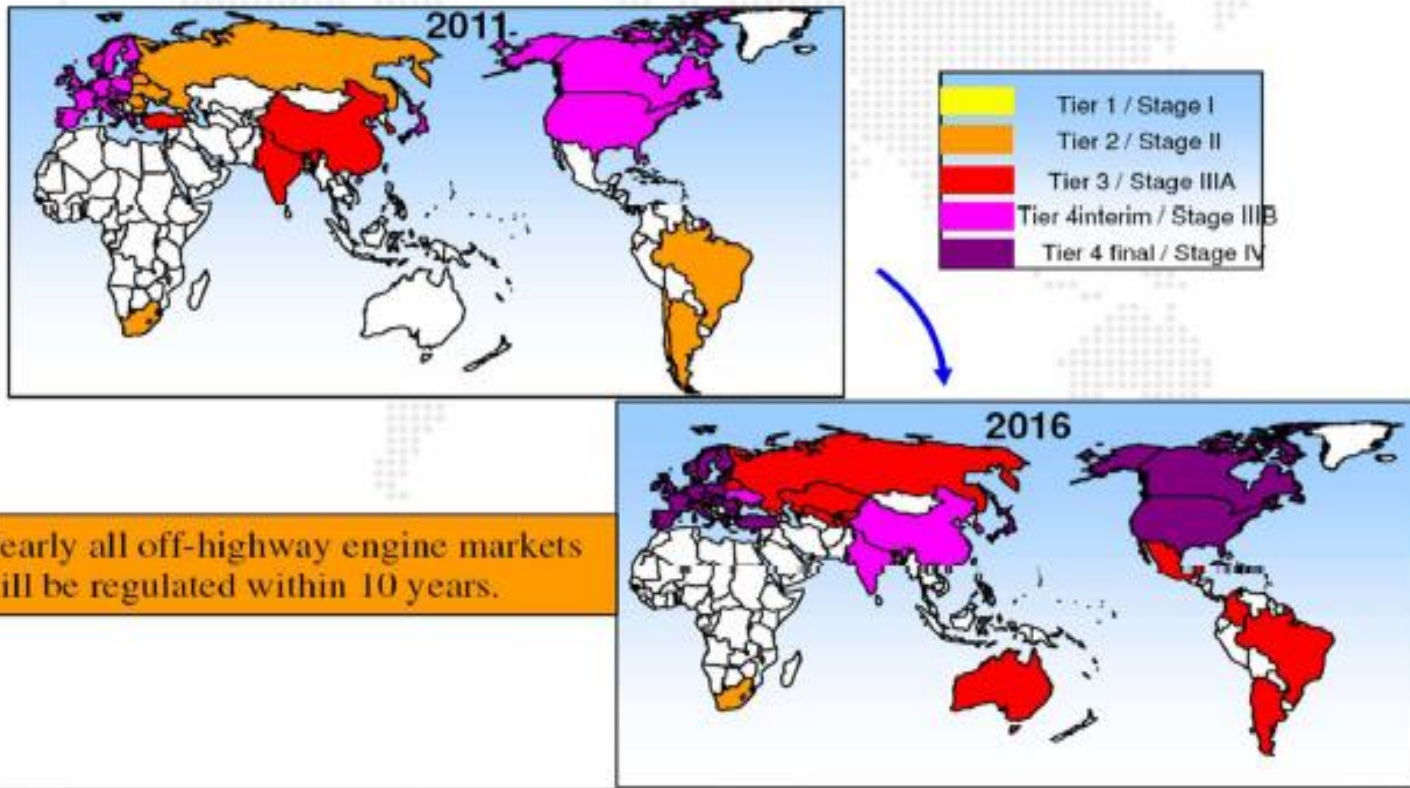 2011
Tier 1 / Stage I
Tier 2 / Stage II
Tier 3 / Stage IIIA
Tier 4interim / Stage IIIB
Tier 4 final / Stage IV
2016
early all off-highway engine markets
ill be regulated within 10 years.